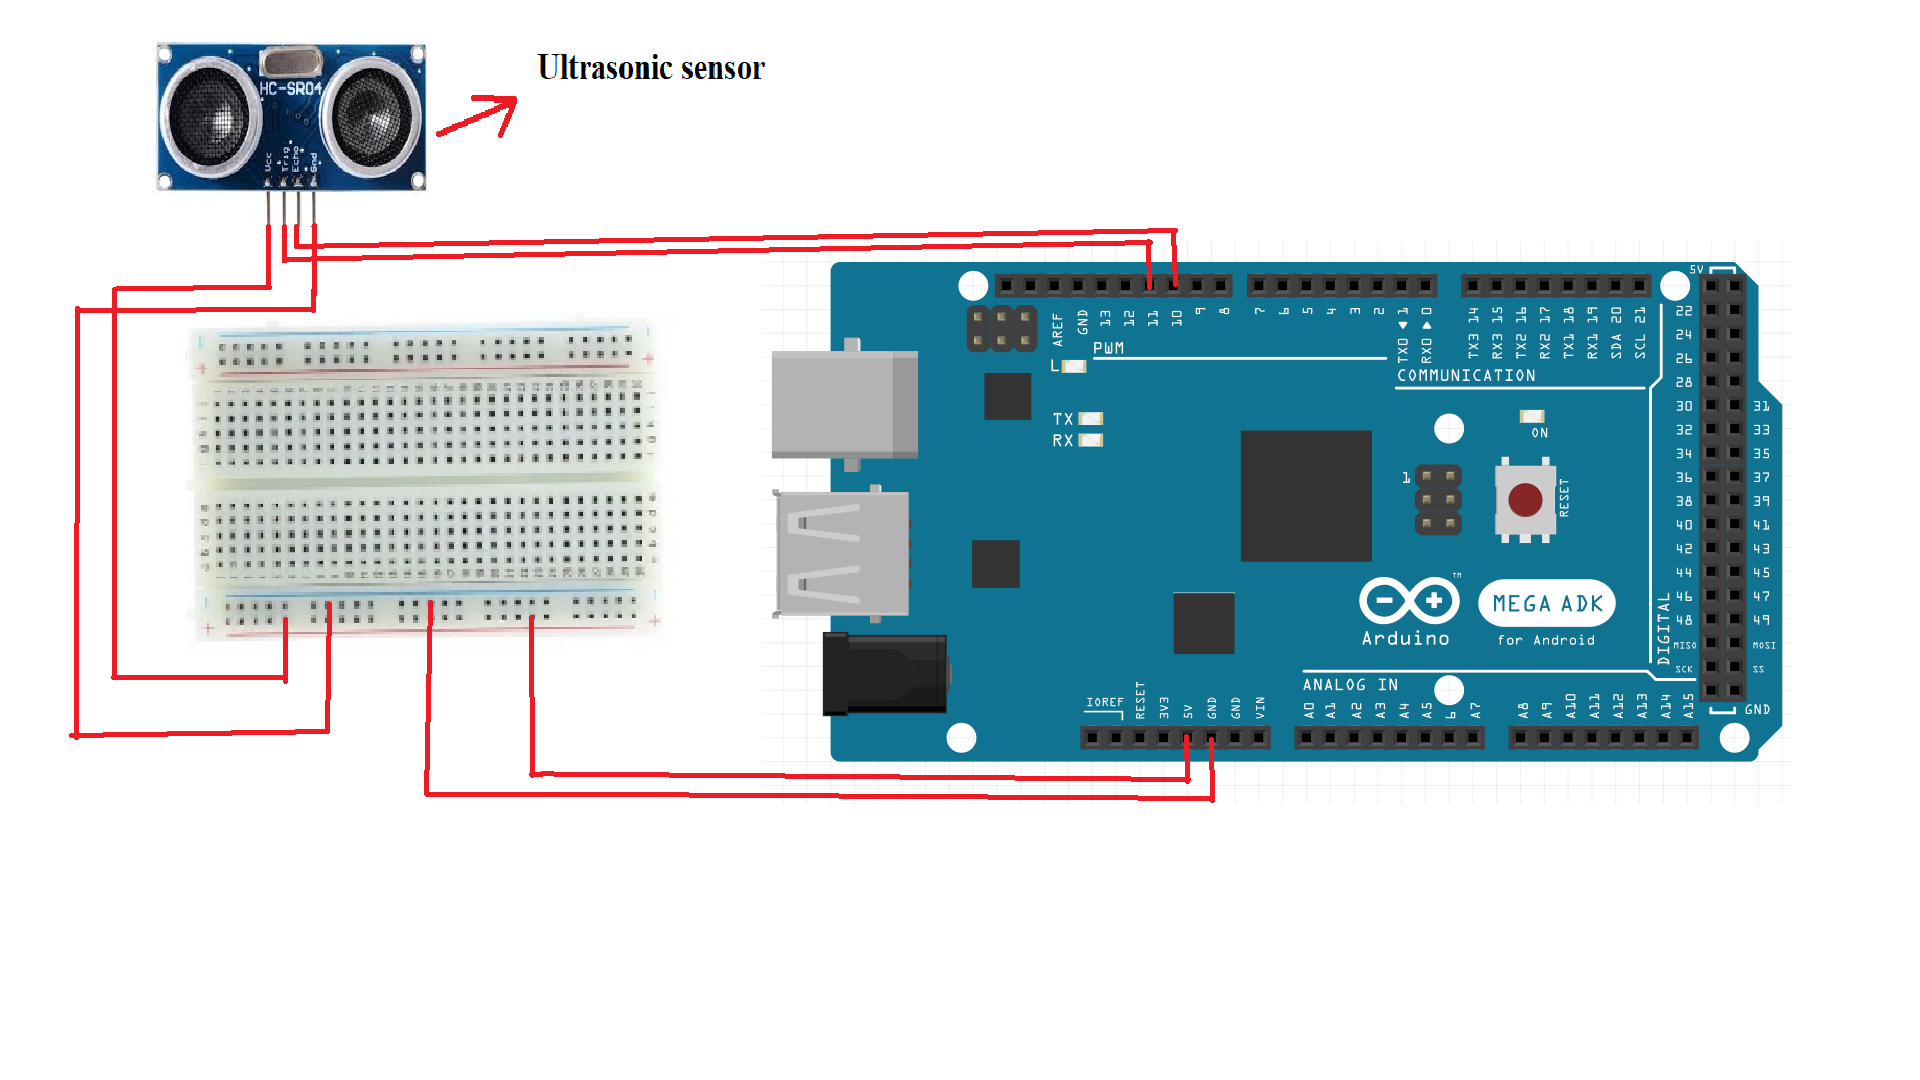 Ultrasonic sensor
HC-SR04
Vcc
Trig
Echo
Gnd
5V
AREF
GND
13
12
11
10
9
8
7
6
5
4
3
2
TX0 1
RX0 0
TX3 14
RX3 15
TX2 16
RX2 17
TX1 18
RX1 19
SDA 20
SCL 21
PWM
COMMUNICATION
L
TX
RX
ON
1
RESET
22
24
26
28
30 31
32 33
34 35
36 37
38 39
40 41
42 43
44 45
46 47
48 49
MISO MOSI
SCK SS
GND
DIGITAL
TM
Arduino
MEGA ADK
for Android
ANALOG IN
IOREF
RESET
3V3
5V
GND
GND
VIN
A0
A1
A2
A3
A4
A5
6
A7
A8
A9
A10
A11
A12
A13
A14
A15